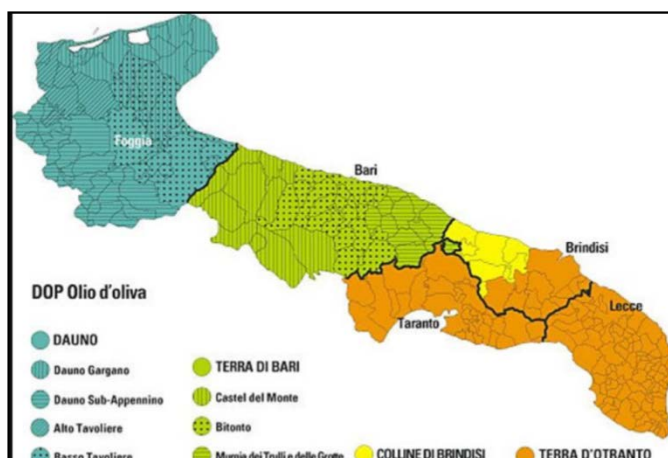 Foggia
Bari
Brindisi
Lecce
Taranto
DOP Olio d'oliva
DAUNO
Dauno Gargano
Dauno Sub-Appennino
Alto Tavoliere
Basso Tavoliere
TERRA DI BARI
Castel del Monte
Bitonto
Murgia dei Trulli e delle Grotte
COLLINE DI BRINDISI
TERRA D'OTRANTO